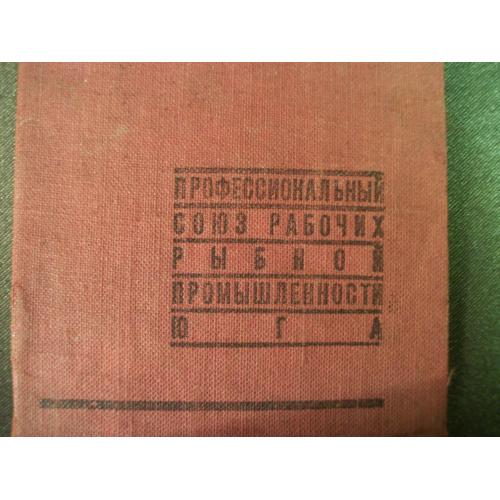 ПРОФЕССИОНАЛЬНЫЙ
СОЮЗ РАБОЧИХ
РЫБНОЙ
ПРОМЫШЛЕННОСТИ
ЮГА